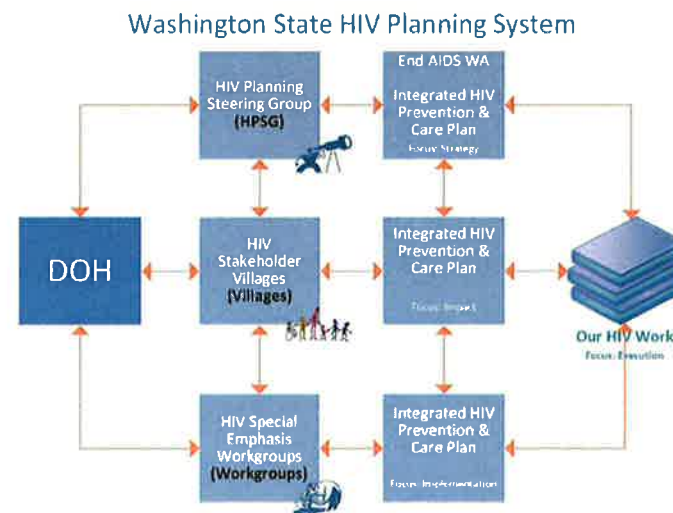 Washington State HIV Planning System
HIV Planning
Steering Group
(HPSG)
End AIDS WA
Integrated HIV
Prevention &
Care Plan
Focus: Strategy
DOH
HIV
Stakeholder
Villages
(Villages)
Integrated HIV
Prevention &
Care Plan
Focus: Impact
Our HIV Work
Focus: Execution
HIV Special
Emphasis
Workgroups
(Workgroups)
Integrated HIV
Prevention &
Care Plan
Focus: Implementation